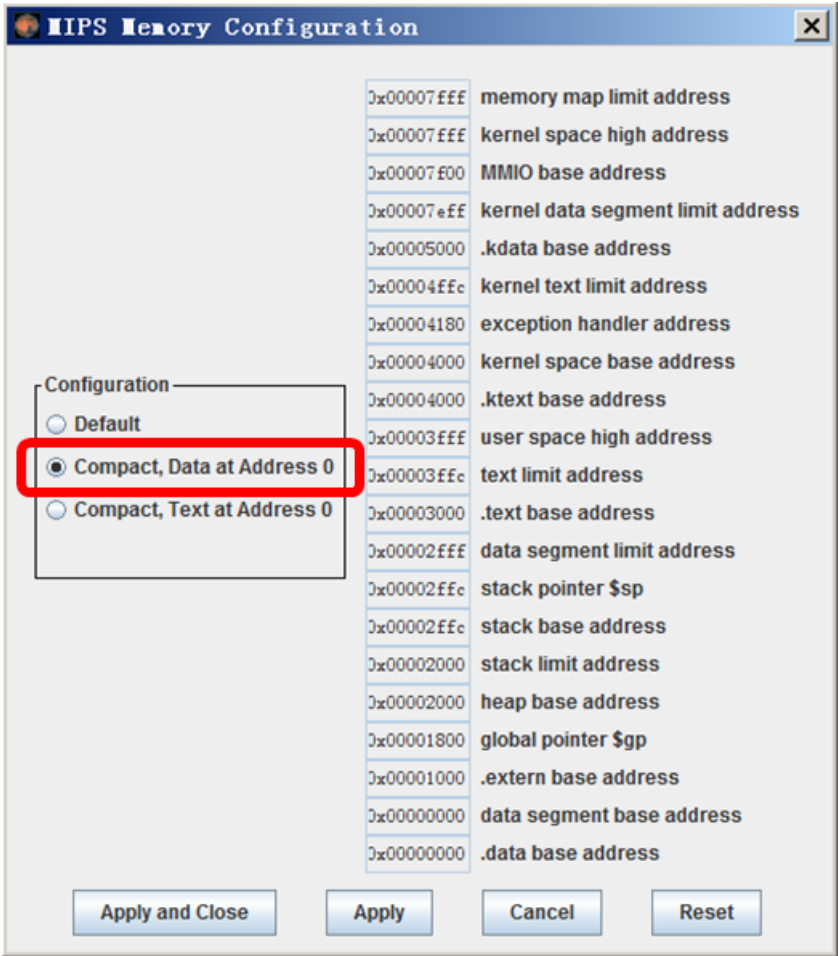 MIPS Memory Configuration
0x00007fff memory map limit address
0x00007fff kernel space high address
0x00007f00 MMIO base address
0x00007eff kernel data segment limit address
0x00005000 .kdata base address
0x00004ffc kernel text limit address
0x00004180 exception handler address
0x00004000 kernel space base address
0x00004000 .ktext base address
0x00003fff user space high address
0x00003ffc text limit address
0x00003000 .text base address
0x00002fff data segment limit address
0x00002ffc stack pointer $sp
0x00002ffc stack base address
0x00002000 stack limit address
0x00002000 heap base address
0x00001800 global pointer $gp
0x00001000 .extern base address
0x00000000 data segment base address
0x00000000 .data base address
Configuration
Default
Compact, Data at Address 0
Compact, Text at Address 0
Apply and Close Apply Cancel Reset